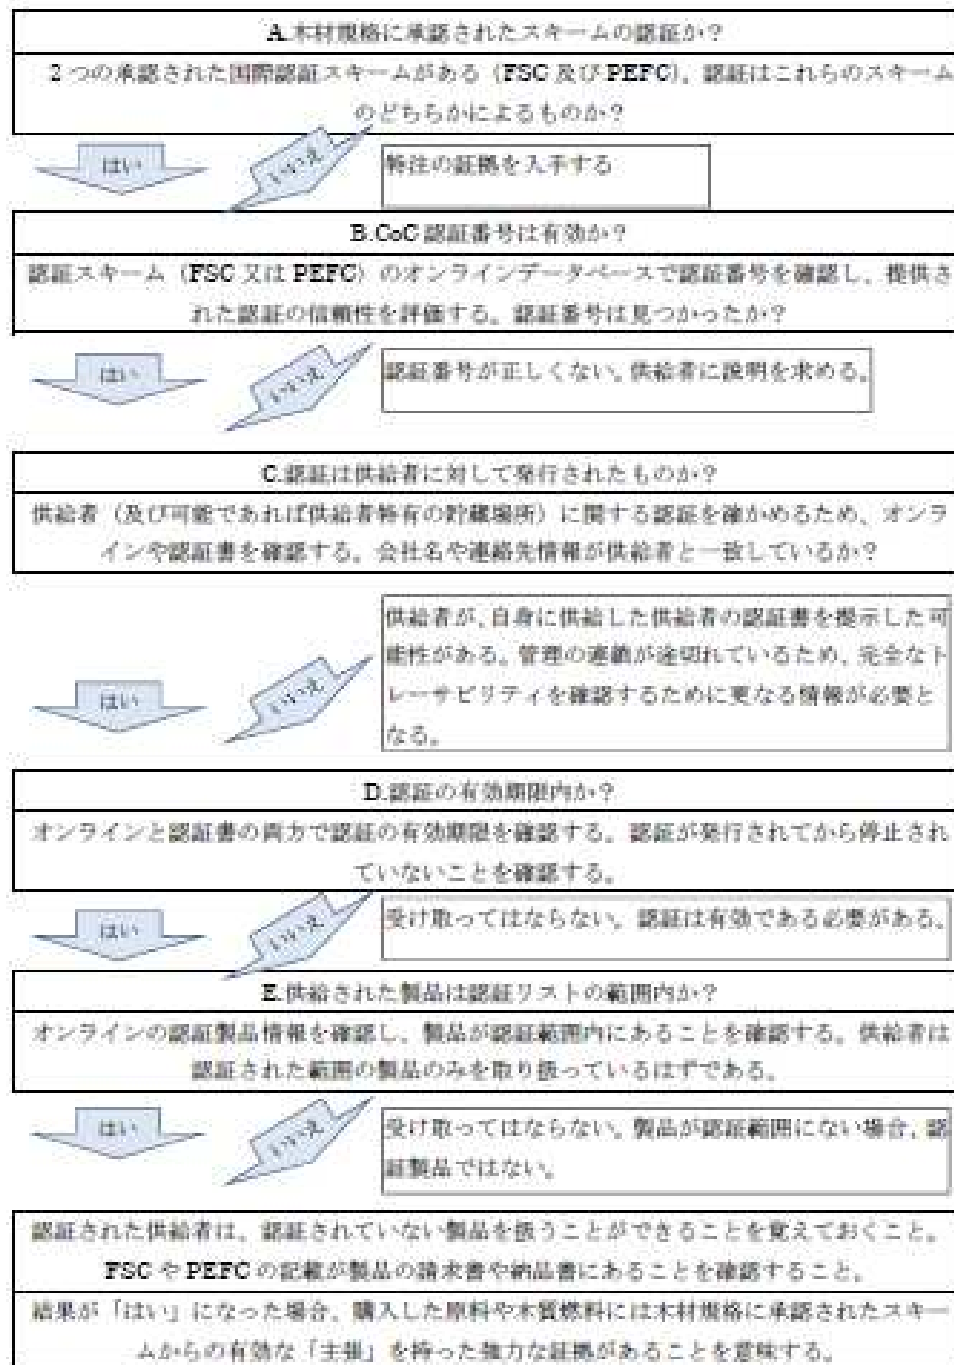 A.木材規格に承認されたスキームの認証か？
2つの承認された国際認証スキームがある（FSC 及び PEFC）。認証はこれらのスキーム
のどちらかによるものか？
はい
いいえ
特注の証拠を入手する
B.CoC 認証番号は有効か？
認証スキーム（FSC 又は PEFC）のオンラインデータベースで認証番号を確認し、提供さ
れた認証の信頼性を評価する。認証番号は見つかったか？
はい
いいえ
認証番号が正しくない。供給者に説明を求める。
C.認証は供給者に対して発行されたものか？
供給者（及び可能であれば供給者特有の貯蔵場所）に関する認証を確かめるため、オンラ
インや認証書を確認する。会社名や連絡先情報が供給者と一致しているか？
はい
いいえ
供給者が、自身に供給した供給者の認証書を提示した可
能性がある。管理の連鎖が途切れているため、完全なト
レーサビリティを確認するために更なる情報が必要と
なる。
D.認証の有効期限内か？
オンラインと認証書の両方で認証の有効期限を確認する。認証が発行されてから停止され
ていないことを確認する。
はい
いいえ
受け取ってはならない。認証は有効である必要がある。
E.供給された製品は認証リストの範囲内か？
オンラインの認証製品情報を確認し、製品が認証範囲内にあることを確認する。供給者は
認証された範囲の製品のみを取り扱っているはずである。
はい
いいえ
受け取ってはならない。製品が認証範囲にない場合、認
証製品ではない。
認証された供給者は、認証されていない製品を扱うことができることを覚えておくこと。
FSC や PEFC の記載が製品の請求書や納品書にあることを確認すること。
結果が「はい」になった場合、購入した原料や木質燃料には木材規格に承認されたスキー
ムからの有効な「主張」を持った強力な証拠があることを意味する。